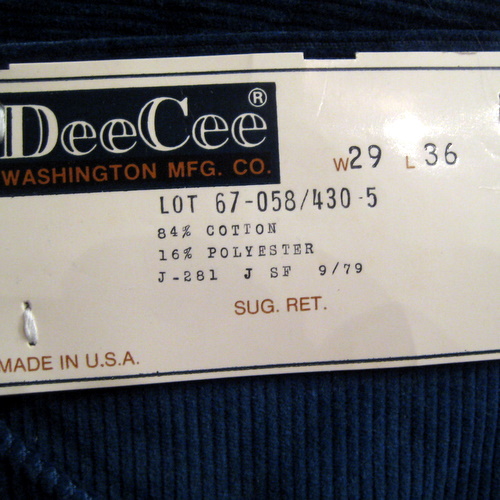 DeeCee®
WASHINGTON MFG. CO.
W29 L 36
LOT 67-058/430-5
84% COTTON
16% POLYESTER
J-281 J SF 9/79
SUG. RET.
MADE IN U.S.A.